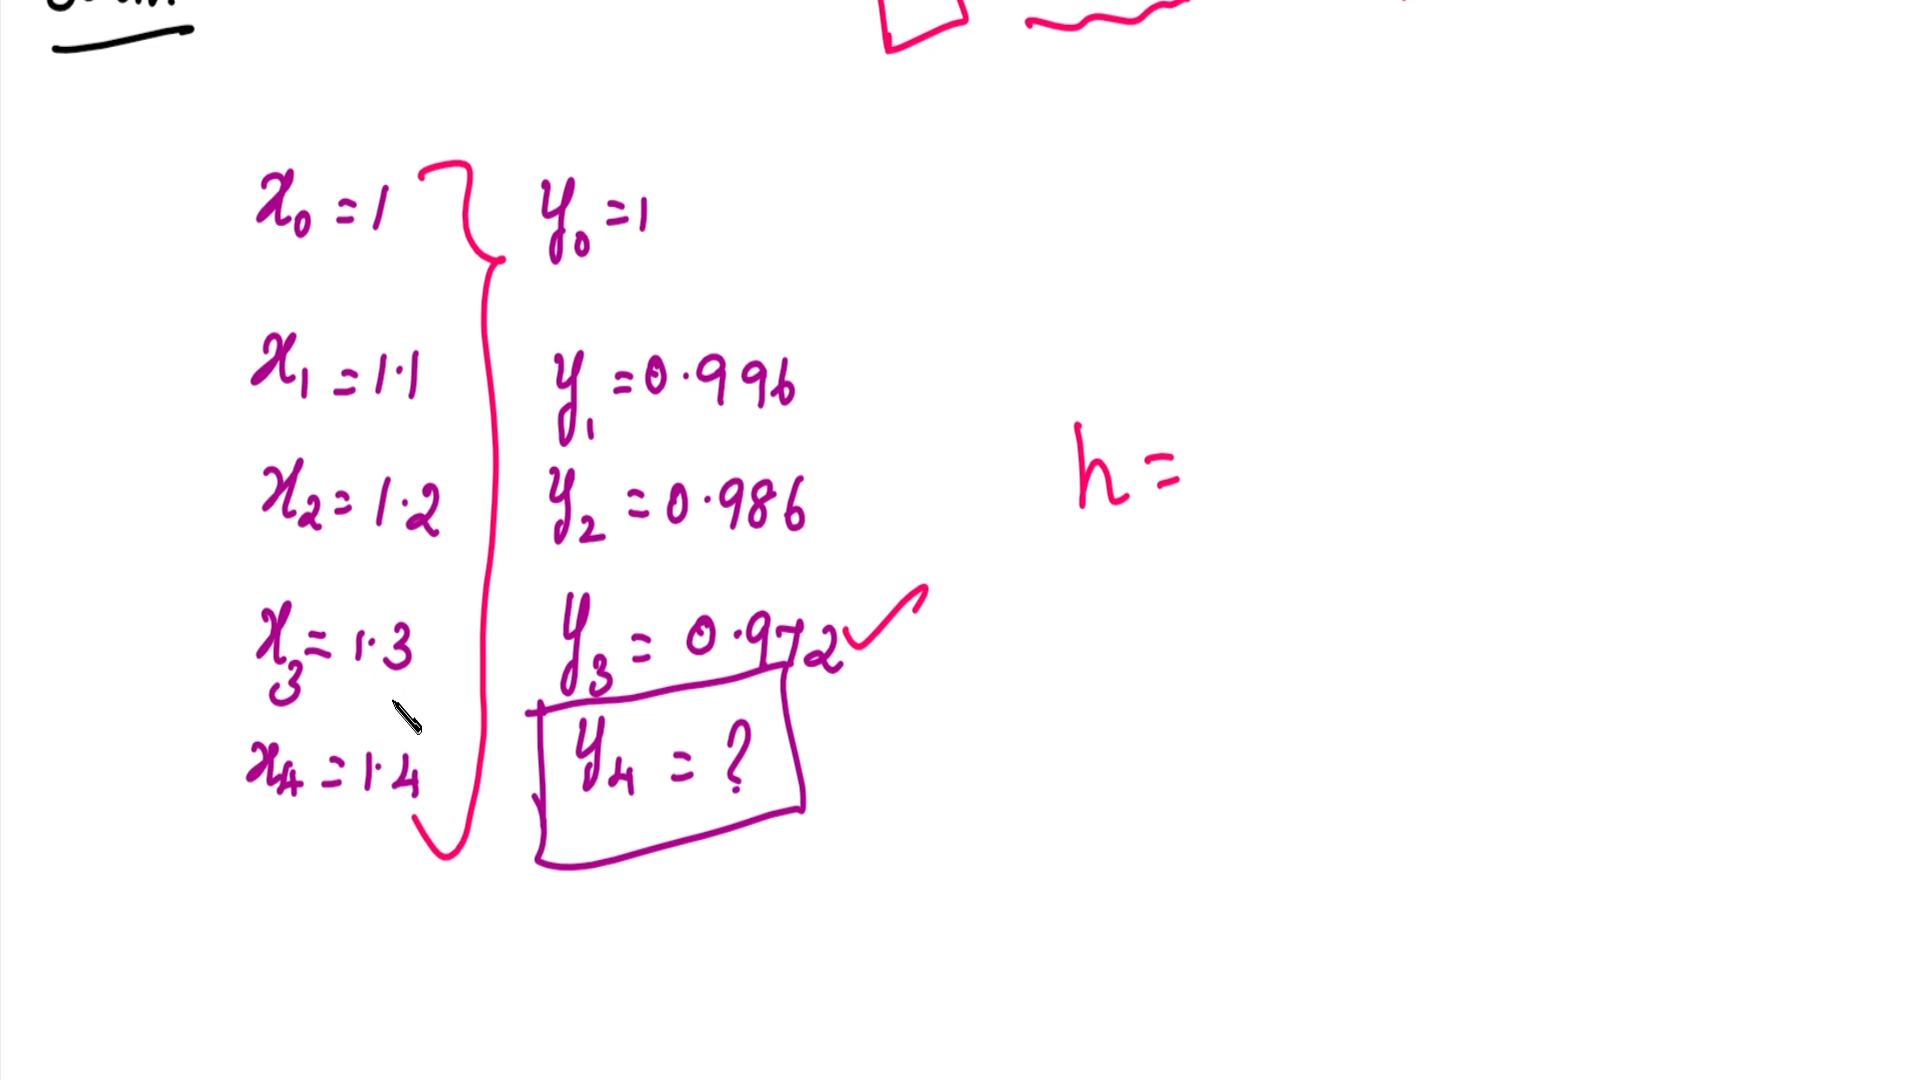 x₀ = 1 y₀ = 1
x₁ = 1.1 y₁ = 0.996
x₂ = 1.2 y₂ = 0.986
h =
x₃ = 1.3 y₃ = 0.972
x₄ = 1.4 y₄ = ?